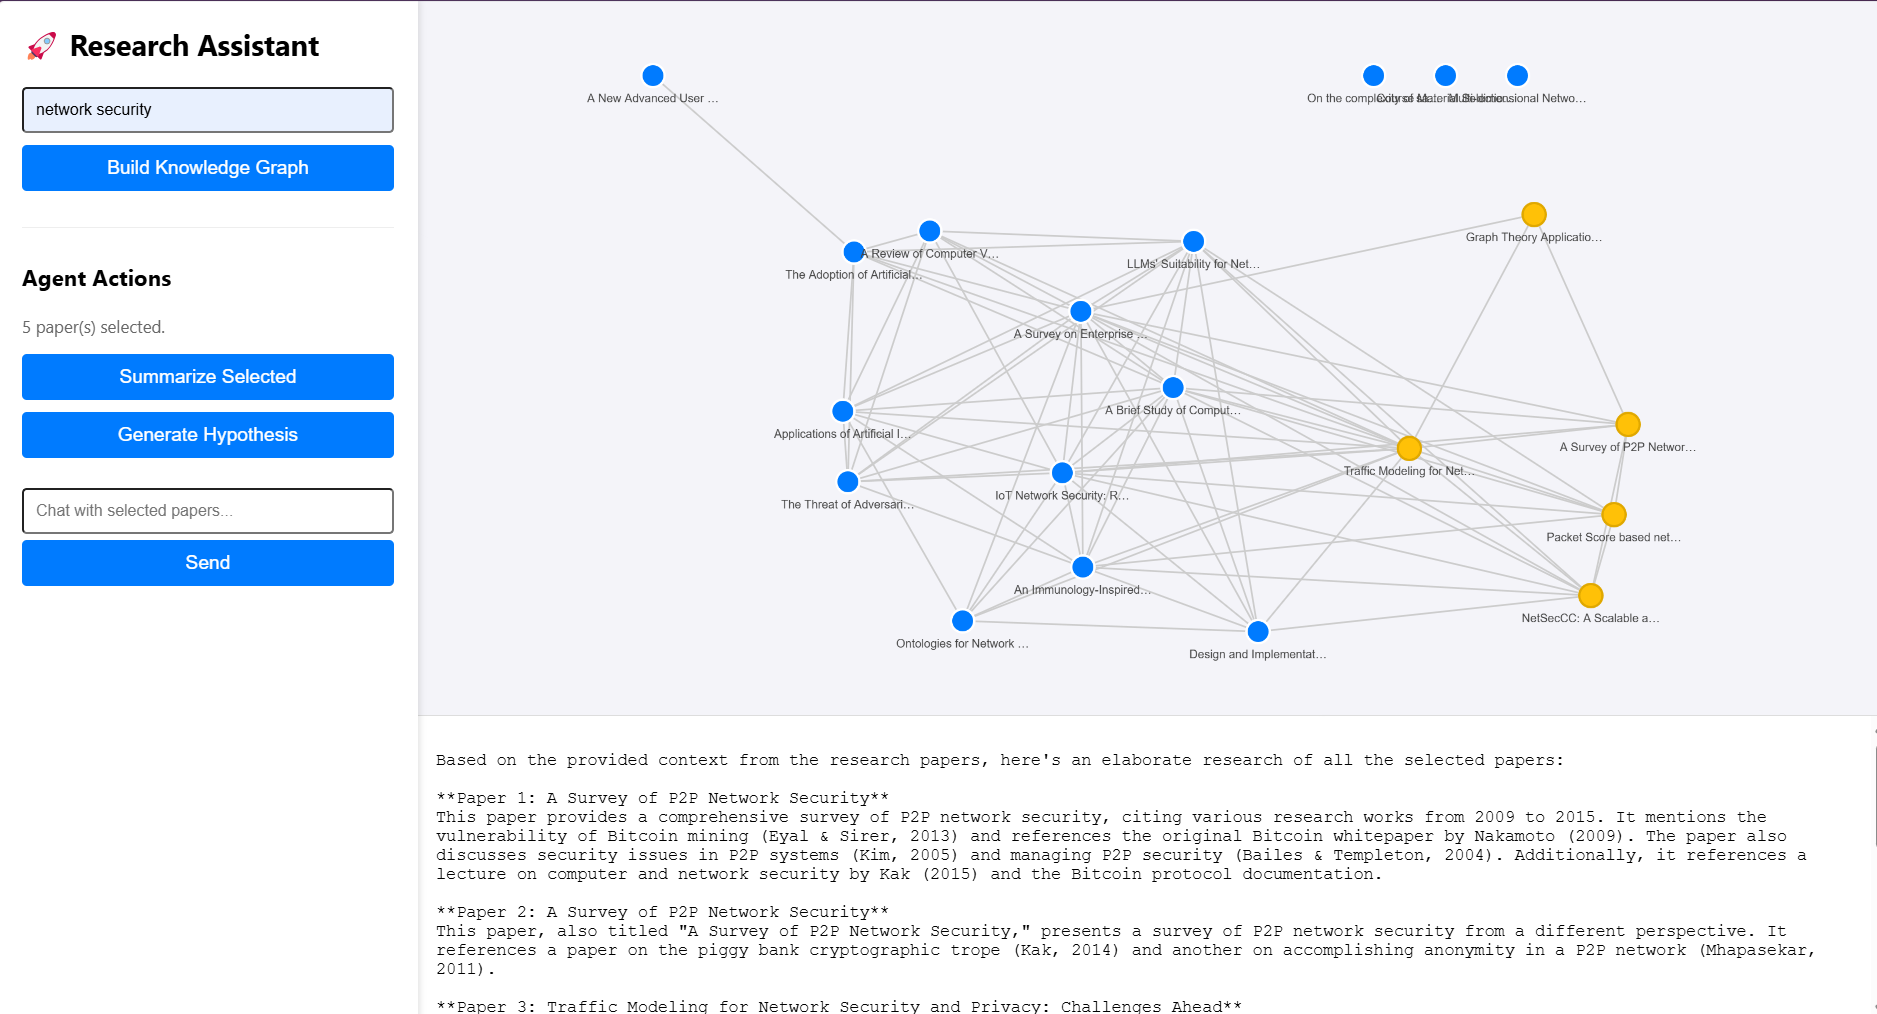 Research Assistant
network security
Build Knowledge Graph
Agent Actions
5 paper(s) selected.
Summarize Selected
Generate Hypothesis
Chat with selected papers...
Send
A New Advanced User …
On the complexity of
Multi-dimensional Netwo…
Graph Theory Applicatio…
A Review of Computer V…
The Adoption of Artificial…
LLMs' Suitability for Net…
A Survey on Enterprise …
A Brief Study of Comput…
Applications of Artificial I…
A Survey of P2P Networ…
Traffic Modeling for Net…
The Threat of Adversari…
IoT Network Security: R…
Packet Score based net…
An Immunology-Inspired…
NetSecCC: A Scalable a…
Ontologies for Network …
Design and Implementat…
Based on the provided context from the research papers, here's an elaborate research of all the selected papers:
**Paper 1: A Survey of P2P Network Security**
This paper provides a comprehensive survey of P2P network security, citing various research works from 2009 to 2015. It mentions the
vulnerability of Bitcoin mining (Eyal & Sirer, 2013) and references the original Bitcoin whitepaper by Nakamoto (2009). The paper also
discusses security issues in P2P systems (Kim, 2005) and managing P2P security (Bailes & Templeton, 2004). Additionally, it references a
lecture on computer and network security by Kak (2015) and the Bitcoin protocol documentation.
**Paper 2: A Survey of P2P Network Security**
This paper, also titled "A Survey of P2P Network Security," presents a survey of P2P network security from a different perspective. It
references a paper on the piggy bank cryptographic trope (Kak, 2014) and another on accomplishing anonymity in a P2P network (Mhapasekar,
2011).
**Paper 3: Traffic Modeling for Network Security and Privacy: Challenges Ahead**